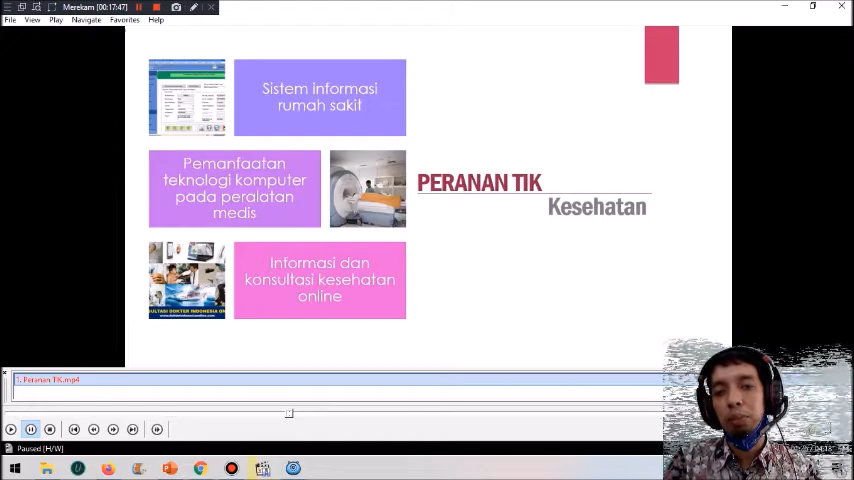 Merekam (00:17:47)
File View Play Navigate Favorites Help
Sistem informasi
rumah sakit
Pemanfaatan
teknologi komputer
pada peralatan
medis
PERANAN TIK
Kesehatan
Informasi dan
konsultasi kesehatan
online
1. Peranan TIK.mp4
Paused [H/W]